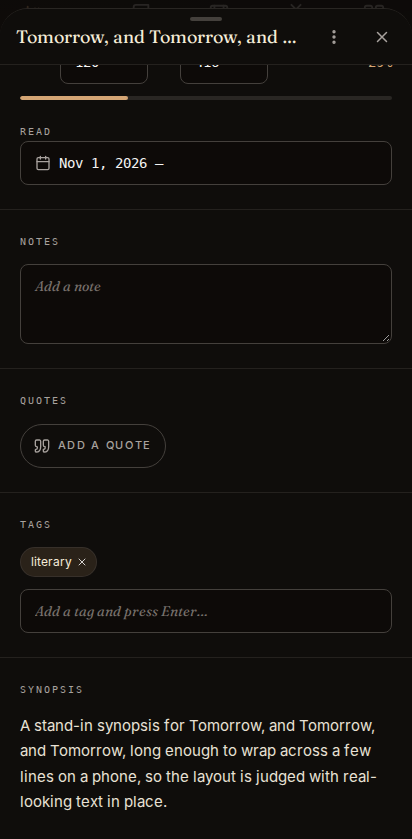 Tomorrow, and Tomorrow, and ...
READ
Nov 1, 2026 —
NOTES
Add a note
QUOTES
ADD A QUOTE
TAGS
literary
Add a tag and press Enter...
SYNOPSIS
A stand-in synopsis for Tomorrow, and Tomorrow,
and Tomorrow, long enough to wrap across a few
lines on a phone, so the layout is judged with real-
looking text in place.